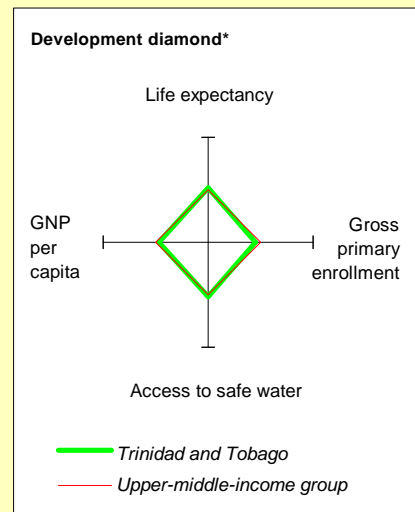 Development diamond*
Life expectancy
GNP
per
capita
Gross
primary
enrollment
Access to safe water
Trinidad and Tobago
Upper-middle-income group